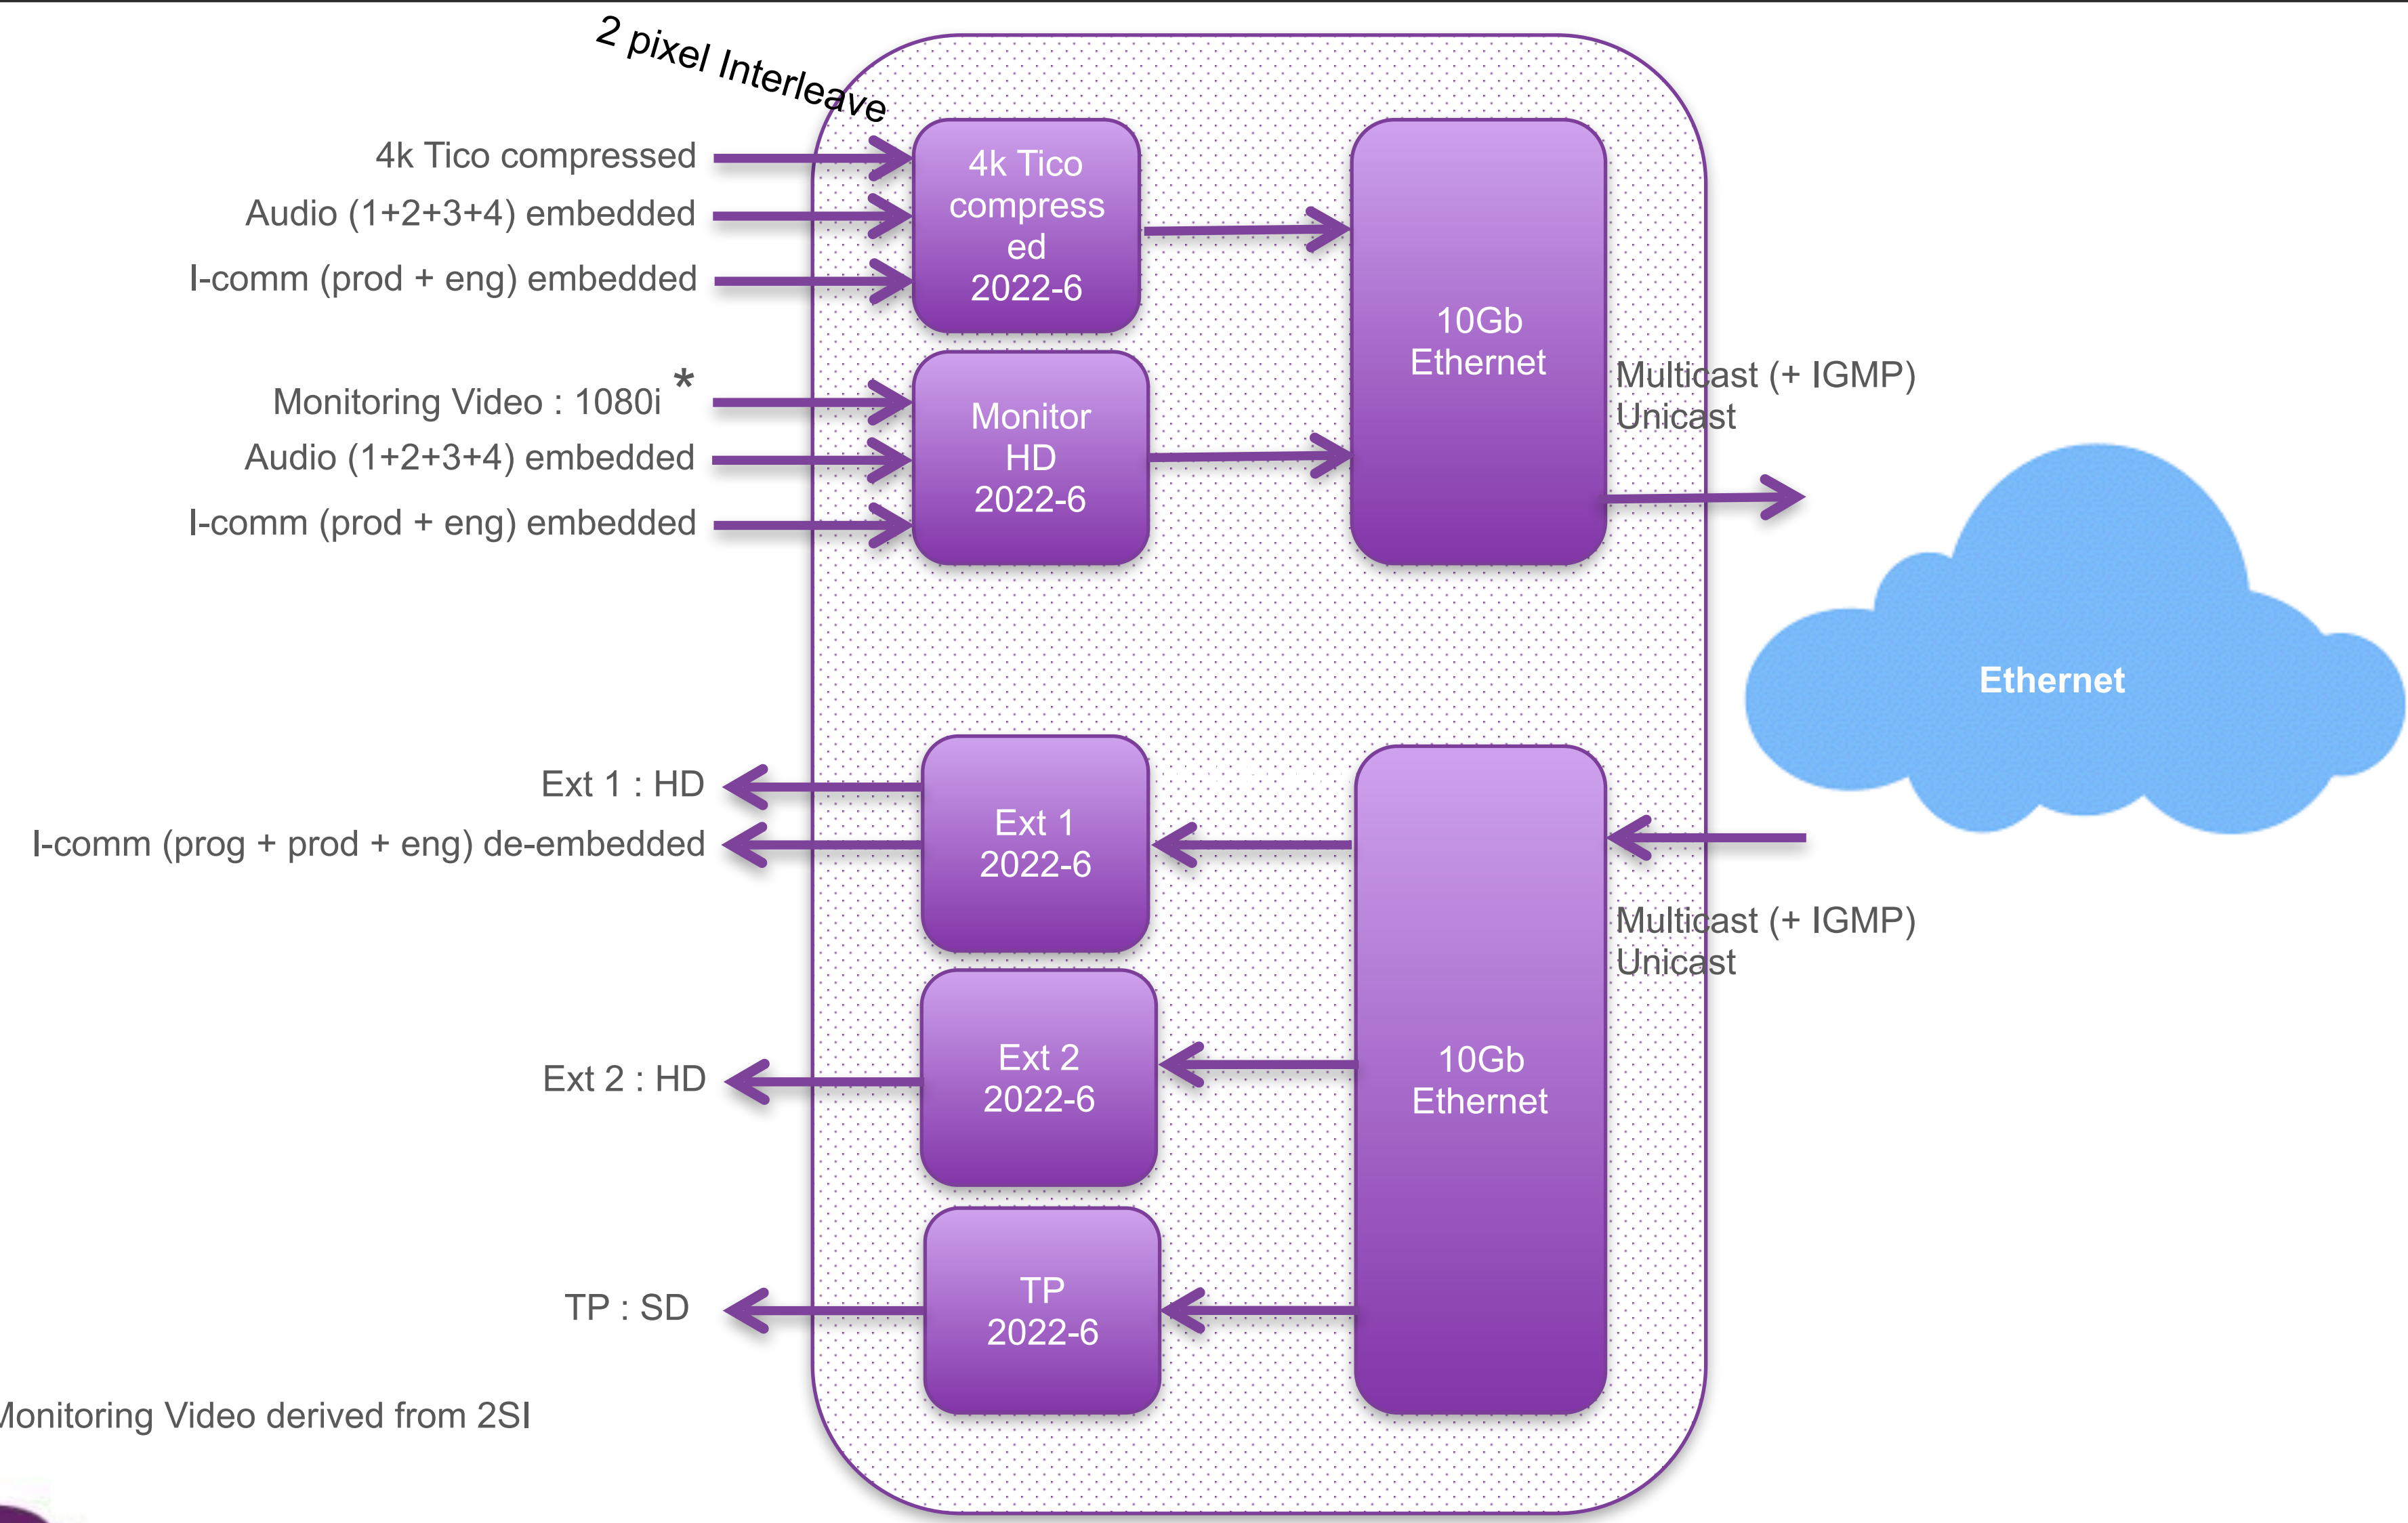 2 pixel Interleave
4k Tico compressed
Audio (1+2+3+4) embedded
I-comm (prod + eng) embedded
4k Tico
compress
ed
2022-6
Monitoring Video : 1080i *
Audio (1+2+3+4) embedded
I-comm (prod + eng) embedded
Monitor
HD
2022-6
10Gb
Ethernet
Multicast (+ IGMP)
Unicast
Ethernet
Ext 1 : HD
I-comm (prog + prod + eng) de-embedded
Ext 1
2022-6
Ext 2 : HD
Ext 2
2022-6
TP : SD
TP
2022-6
10Gb
Ethernet
Multicast (+ IGMP)
Unicast
Monitoring Video derived from 2SI